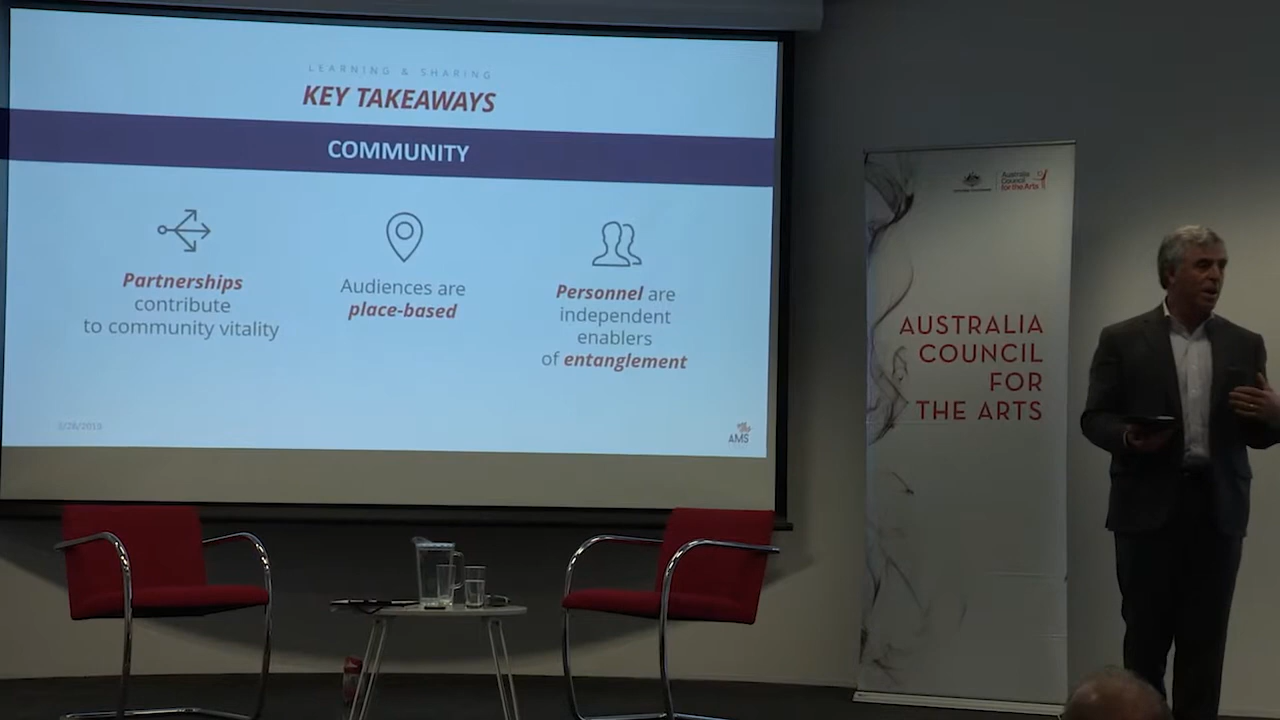 LEARNING & SHARING
KEY TAKEAWAYS
COMMUNITY
Partnerships
contribute
to community vitality
Audiences are
place-based
Personnel are
independent
enablers
of entanglement
AMS
Australia
Council
for the Arts
AUSTRALIA
COUNCIL
FOR
THE ARTS